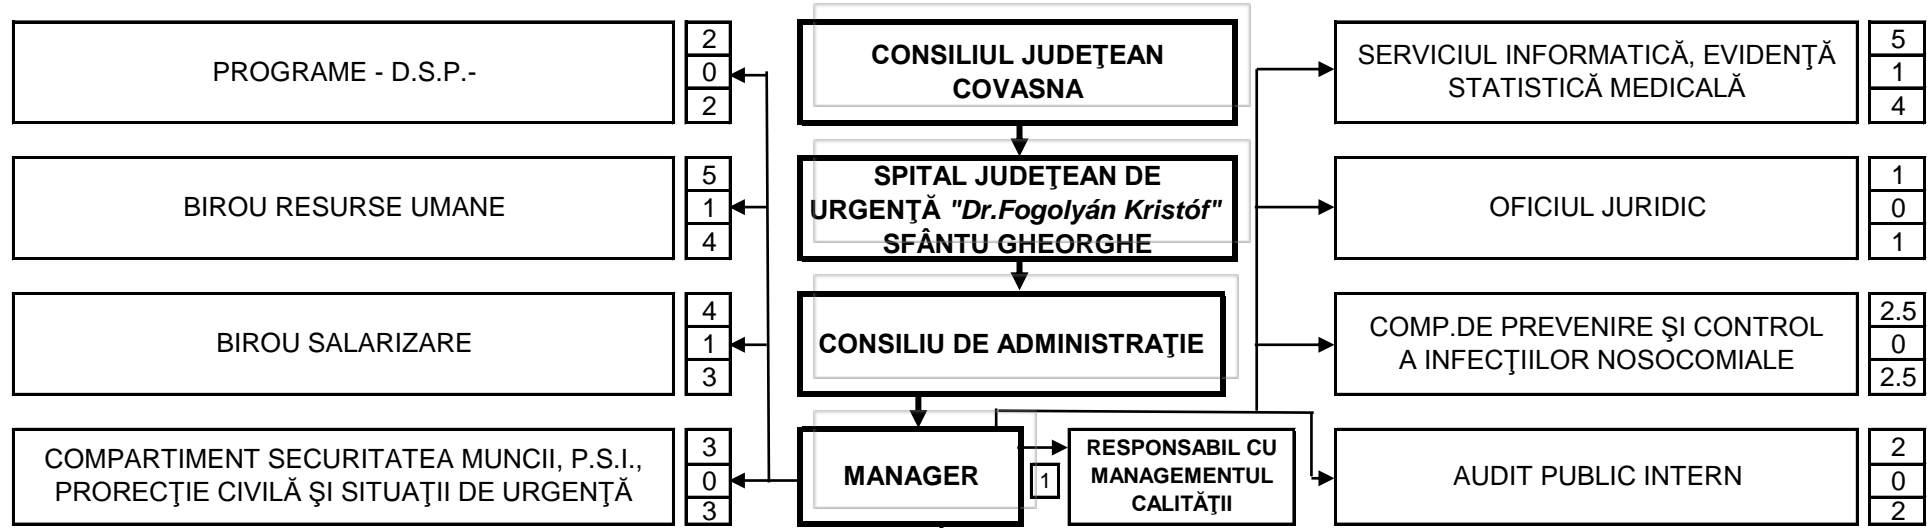 PROGRAME - D.S.P.-
2
0
2
CONSILIUL JUDEŢEAN
COVASNA
SERVICIUL INFORMATICĂ, EVIDENŢĂ
STATISTICĂ MEDICALĂ
5
1
4
BIROU RESURSE UMANE
5
1
4
SPITAL JUDEŢEAN DE
URGENŢĂ "Dr.Fogolyán Kristóf"
SFÂNTU GHEORGHE
OFICIUL JURIDIC
1
0
1
BIROU SALARIZARE
4
1
3
CONSILIU DE ADMINISTRAŢIE
COMP.DE PREVENIRE ŞI CONTROL
A INFECŢIILOR NOSOCOMIALE
2.5
0
2.5
COMPARTIMENT SECURITATEA MUNCII, P.S.I.,
PRORECŢIE CIVILĂ ŞI SITUAŢII DE URGENŢĂ
3
0
3
MANAGER
1
RESPONSABIL CU
MANAGEMENTUL
CALITĂŢII
AUDIT PUBLIC INTERN
2
0
2